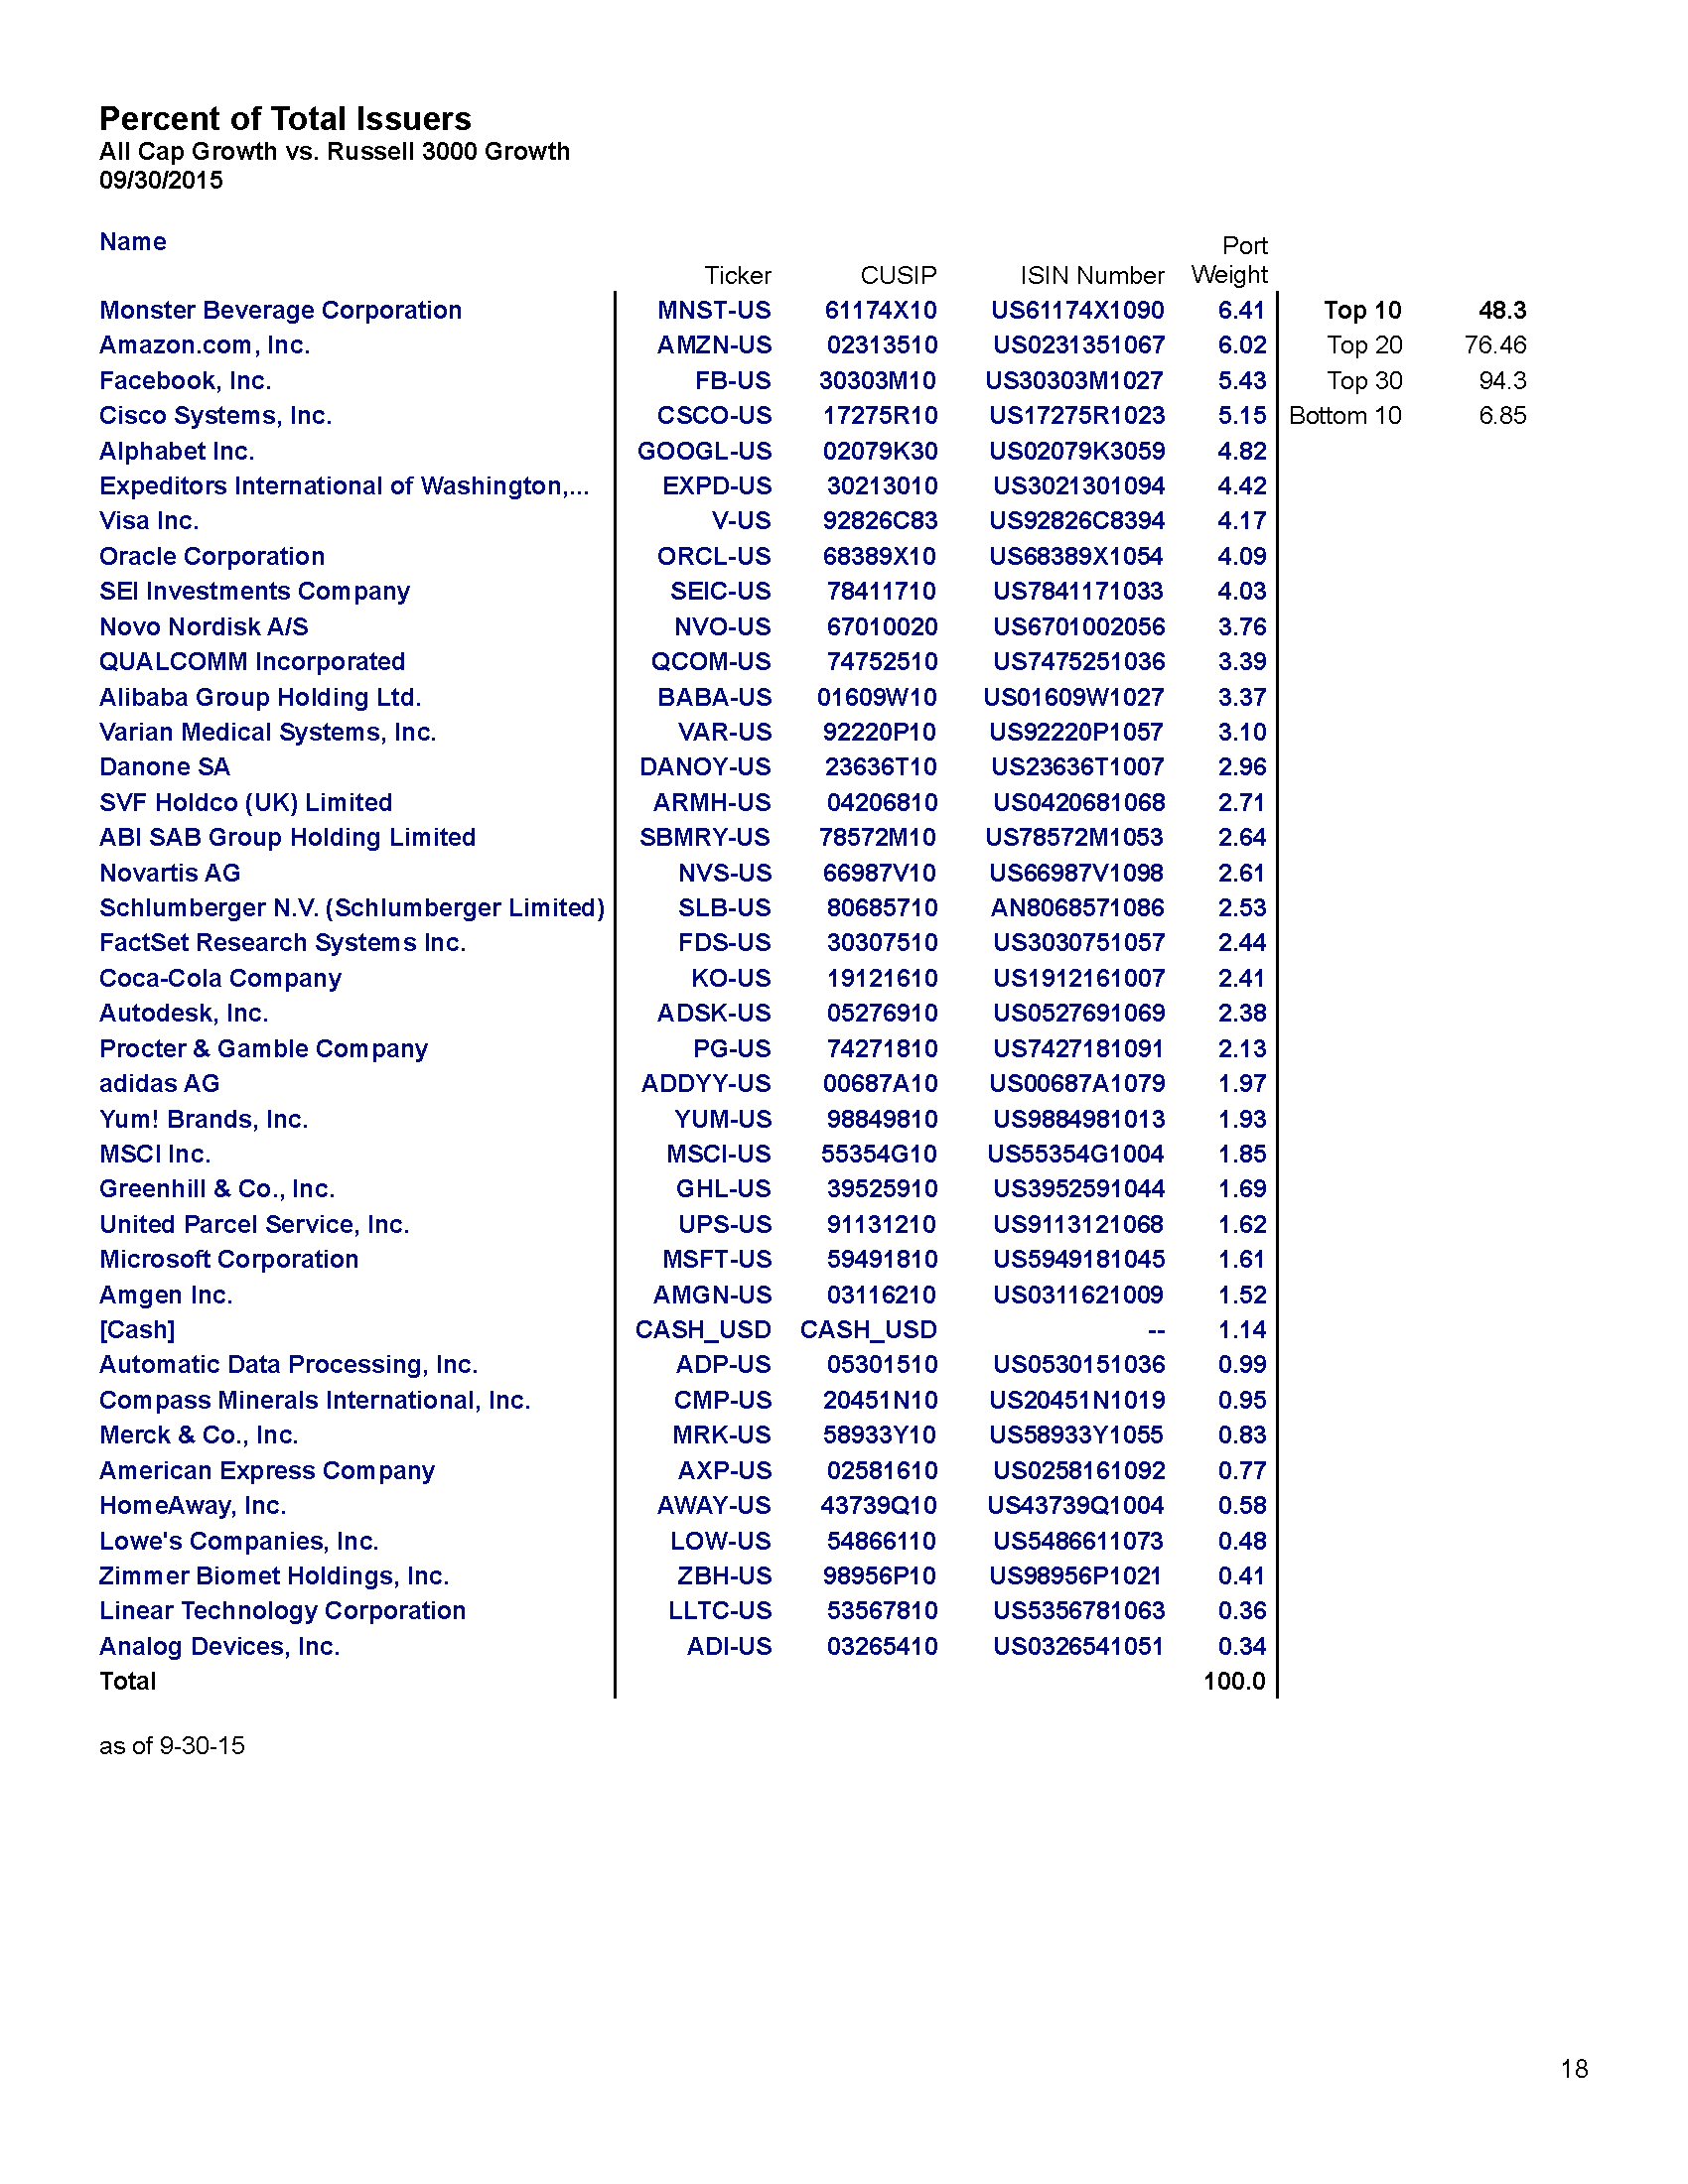 Percent of Total Issuers
All Cap Growth vs. Russell 3000 Growth
09/30/2015
Name Port
Ticker CUSIP ISIN Number Weight
Monster Beverage Corporation MNST-US 61174X10 US61174X1090 6.41 Top 10 48.3
Amazon.com, Inc. AMZN-US 02313510 US0231351067 6.02 Top 20 76.46
Facebook, Inc. FB-US 30303M10 US30303M1027 5.43 Top 30 94.3
Cisco Systems, Inc. CSCO-US 17275R10 US17275R1023 5.15 Bottom 10 6.85
Alphabet Inc. GOOGL-US 02079K30 US02079K3059 4.82
Expeditors International of Washington,... EXPD-US 30213010 US3021301094 4.42
Visa Inc. V-US 92826C83 US92826C8394 4.17
Oracle Corporation ORCL-US 68389X10 US68389X1054 4.09
SEI Investments Company SEIC-US 78411710 US7841171033 4.03
Novo Nordisk A/S NVO-US 67010020 US6701002056 3.76
QUALCOMM Incorporated QCOM-US 74752510 US7475251036 3.39
Alibaba Group Holding Ltd. BABA-US 01609W10 US01609W1027 3.37
Varian Medical Systems, Inc. VAR-US 92220P10 US92220P1057 3.10
Danone SA DANOY-US 23636T10 US23636T1007 2.96
SVF Holdco (UK) Limited ARMH-US 04206810 US0420681068 2.71
ABI SAB Group Holding Limited SBMRY-US 78572M10 US78572M1053 2.64
Novartis AG NVS-US 66987V10 US66987V1098 2.61
Schlumberger N.V. (Schlumberger Limited) SLB-US 80685710 AN8068571086 2.53
FactSet Research Systems Inc. FDS-US 30307510 US3030751057 2.44
Coca-Cola Company KO-US 19121610 US1912161007 2.41
Autodesk, Inc. ADSK-US 05276910 US0527691069 2.38
Procter & Gamble Company PG-US 74271810 US7427181091 2.13
adidas AG ADDYY-US 00687A10 US00687A1079 1.97
Yum! Brands, Inc. YUM-US 98849810 US9884981013 1.93
MSCI Inc. MSCI-US 55354G10 US55354G1004 1.85
Greenhill & Co., Inc. GHL-US 39525910 US3952591044 1.69
United Parcel Service, Inc. UPS-US 91131210 US9113121068 1.62
Microsoft Corporation MSFT-US 59491810 US5949181045 1.61
Amgen Inc. AMGN-US 03116210 US0311621009 1.52
[Cash] CASH_USD CASH_USD -- 1.14
Automatic Data Processing, Inc. ADP-US 05301510 US0530151036 0.99
Compass Minerals International, Inc. CMP-US 20451N10 US20451N1019 0.95
Merck & Co., Inc. MRK-US 58933Y10 US58933Y1055 0.83
American Express Company AXP-US 02581610 US0258161092 0.77
HomeAway, Inc. AWAY-US 43739Q10 US43739Q1004 0.58
Lowe's Companies, Inc. LOW-US 54866110 US5486611073 0.48
Zimmer Biomet Holdings, Inc. ZBH-US 98956P10 US98956P1021 0.41
Linear Technology Corporation LLTC-US 53567810 US5356781063 0.36
Analog Devices, Inc. ADI-US 03265410 US0326541051 0.34
Total 100.0
as of 9-30-15
18